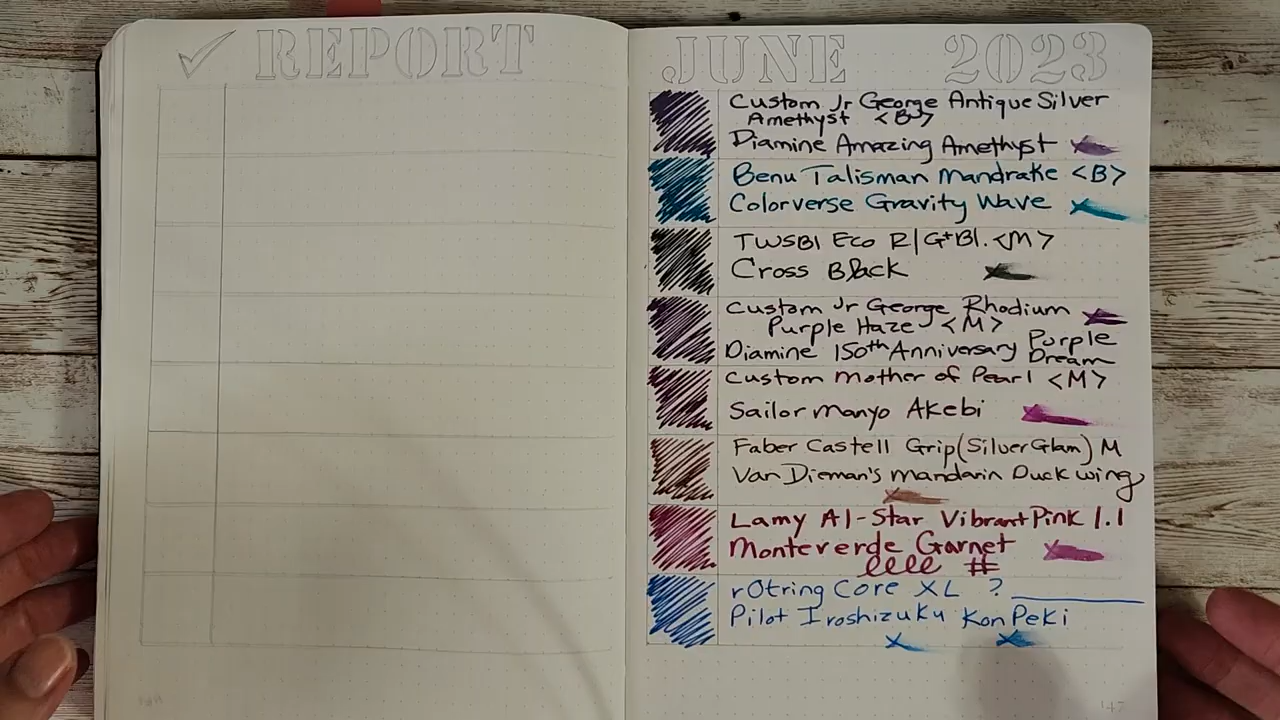 ✓ REPORT
JUNE 2023
Custom Jr George Antique Silver
Amethyst <B>
Diamine Amazing Amethyst
Benu Talisman Mandrake <B>
Colorverse Gravity Wave
TWSBI Eco R|G+Bl. <M>
Cross Black
Custom Jr George Rhodium
Purple Haze <M>
Diamine 150th Anniversary Purple
Dream
Custom Mother of Pearl <M>
Sailor Manyo Akebi
Faber Castell Grip (Silver Glam) M
Van Dieman's Mandarin Duck wing
Lamy Al-Star Vibrant Pink 1.1
Monteverde Garnet
llll #
rOtring Core XL ?
Pilot Iroshizuku Kon Peki
147